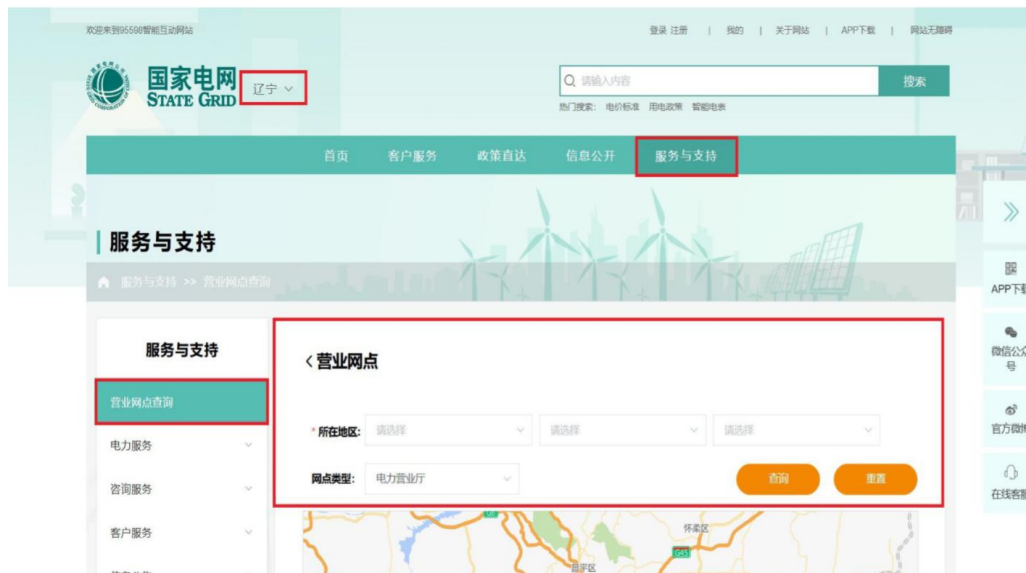 欢迎来到95598智能互动网站
登录 注册 | 我的 | 关于网站 | APP下载 | 网站无障碍
国家电网
STATE GRID
辽宁
请输入内容
搜索
热门搜索: 电价标准 用电政策 智能电表
首页 客户服务 政策直达 信息公开 服务与支持
服务与支持
服务与支持 >> 营业网点查询
APP下载
微信公众号
官方微博
在线客服
服务与支持
营业网点查询
电力服务
咨询服务
客户服务
营业网点
* 所在地区: 请选择 请选择 请选择
网点类型: 电力营业厅 查询 重置
怀柔区
昌平区
G45